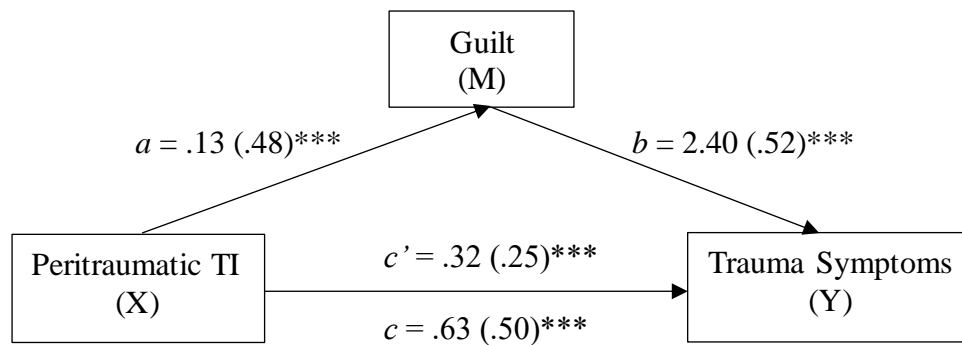 Guilt
(M)
a = .13 (.48)***
b = 2.40 (.52)***
Peritraumatic TI
(X)
c’ = .32 (.25)***
c = .63 (.50)***
Trauma Symptoms
(Y)